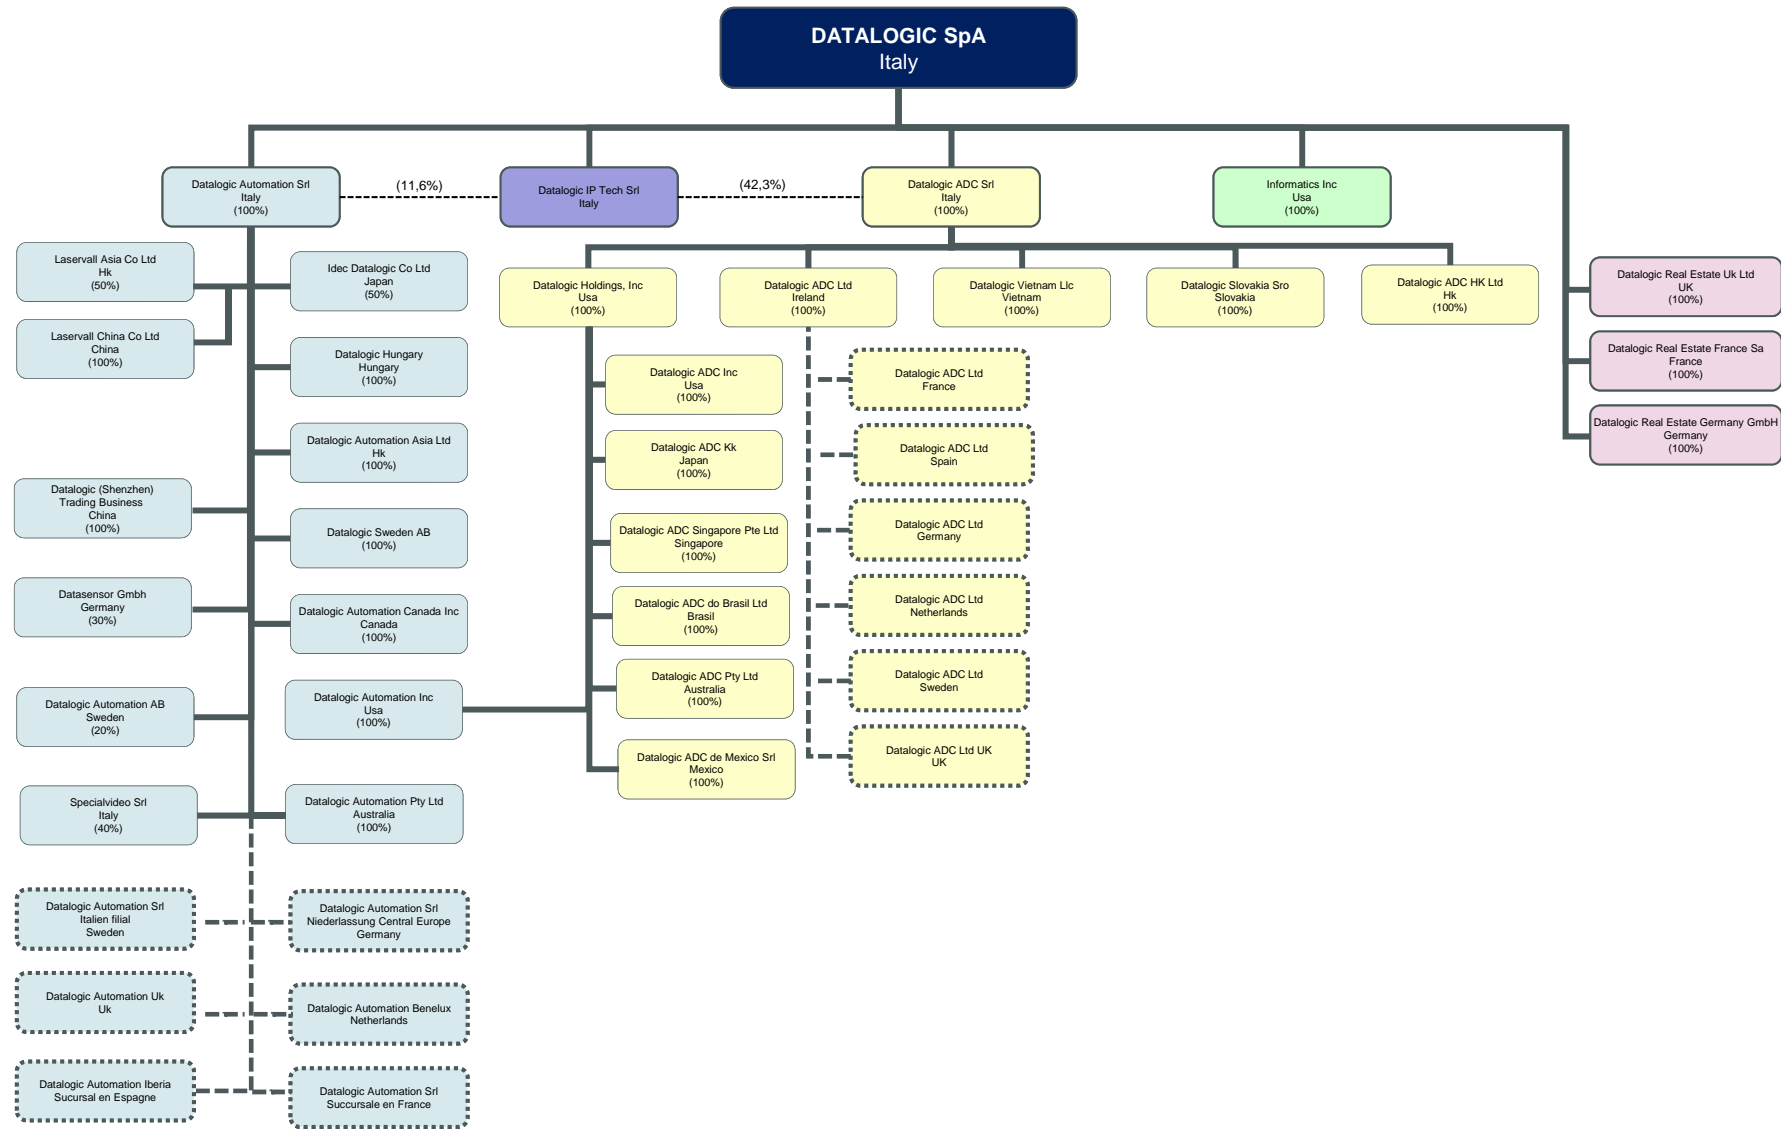 DATALOGIC SpA
Italy
Datalogic Automation Srl
Italy
(100%)
(11,6%)
Datalogic IP Tech Srl
Italy
(42,3%)
Datalogic ADC Srl
Italy
(100%)
Informatics Inc
Usa
(100%)
Laservall Asia Co Ltd
Hk
(50%)
Idec Datalogic Co Ltd
Japan
(50%)
Laservall China Co Ltd
China
(100%)
Datalogic Hungary
Hungary
(100%)
Datalogic Automation Asia Ltd
Hk
(100%)
Datalogic (Shenzhen)
Trading Business
China
(100%)
Datalogic Sweden AB
(100%)
Datasensor Gmbh
Germany
(30%)
Datalogic Automation Canada Inc
Canada
(100%)
Datalogic Automation AB
Sweden
(20%)
Datalogic Automation Inc
Usa
(100%)
Specialvideo Srl
Italy
(40%)
Datalogic Automation Pty Ltd
Australia
(100%)
Datalogic Automation Srl
Italien filial
Sweden
Datalogic Automation Srl
Niederlassung Central Europe
Germany
Datalogic Automation Uk
Uk
Datalogic Automation Benelux
Netherlands
Datalogic Automation Iberia
Sucursal en Espagne
Datalogic Automation Srl
Succursale en France
Datalogic Holdings, Inc
Usa
(100%)
Datalogic ADC Ltd
Ireland
(100%)
Datalogic Vietnam Llc
Vietnam
(100%)
Datalogic Slovakia Sro
Slovakia
(100%)
Datalogic ADC HK Ltd
Hk
(100%)
Datalogic ADC Inc
Usa
(100%)
Datalogic ADC Kk
Japan
(100%)
Datalogic ADC Singapore Pte Ltd
Singapore
(100%)
Datalogic ADC do Brasil Ltd
Brasil
(100%)
Datalogic ADC Pty Ltd
Australia
(100%)
Datalogic ADC de Mexico Srl
Mexico
(100%)
Datalogic ADC Ltd
France
Datalogic ADC Ltd
Spain
Datalogic ADC Ltd
Germany
Datalogic ADC Ltd
Netherlands
Datalogic ADC Ltd
Sweden
Datalogic ADC Ltd UK
UK
Datalogic Real Estate Uk Ltd
UK
(100%)
Datalogic Real Estate France Sa
France
(100%)
Datalogic Real Estate Germany GmbH
Germany
(100%)